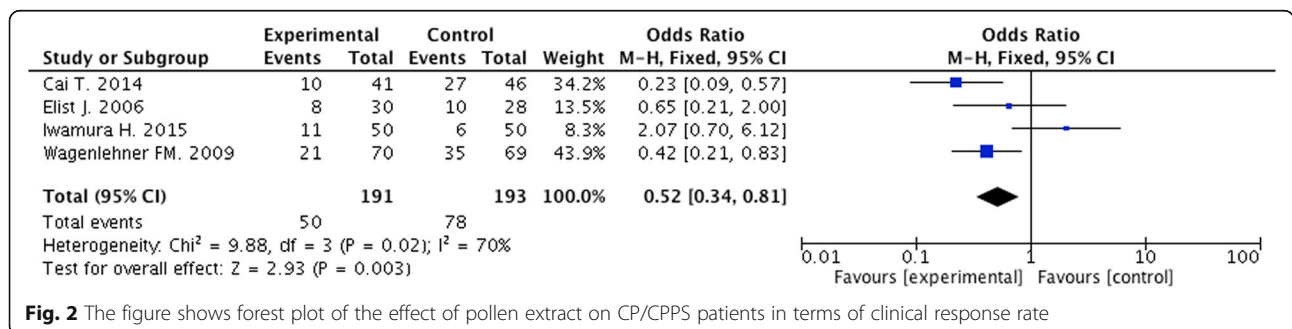 Experimental Control Odds Ratio Odds Ratio
Study or Subgroup Events Total Events Total Weight M-H, Fixed, 95% CI M-H, Fixed, 95% CI
Cai T. 2014 10 41 27 46 34.2% 0.23 [0.09, 0.57]
Elist J. 2006 8 30 10 28 13.5% 0.65 [0.21, 2.00]
Iwamura H. 2015 11 50 6 50 8.3% 2.07 [0.70, 6.12]
Wagenlehner FM. 2009 21 70 35 69 43.9% 0.42 [0.21, 0.83]
Total (95% CI) 191 193 100.0% 0.52 [0.34, 0.81]
Total events 50 78
Heterogeneity: Chi² = 9.88, df = 3 (P = 0.02); I² = 70%
Test for overall effect: Z = 2.93 (P = 0.003)
0.01 0.1 1 10 100
Favours [experimental] Favours [control]
Fig. 2 The figure shows forest plot of the effect of pollen extract on CP/CPPS patients in terms of clinical response rate